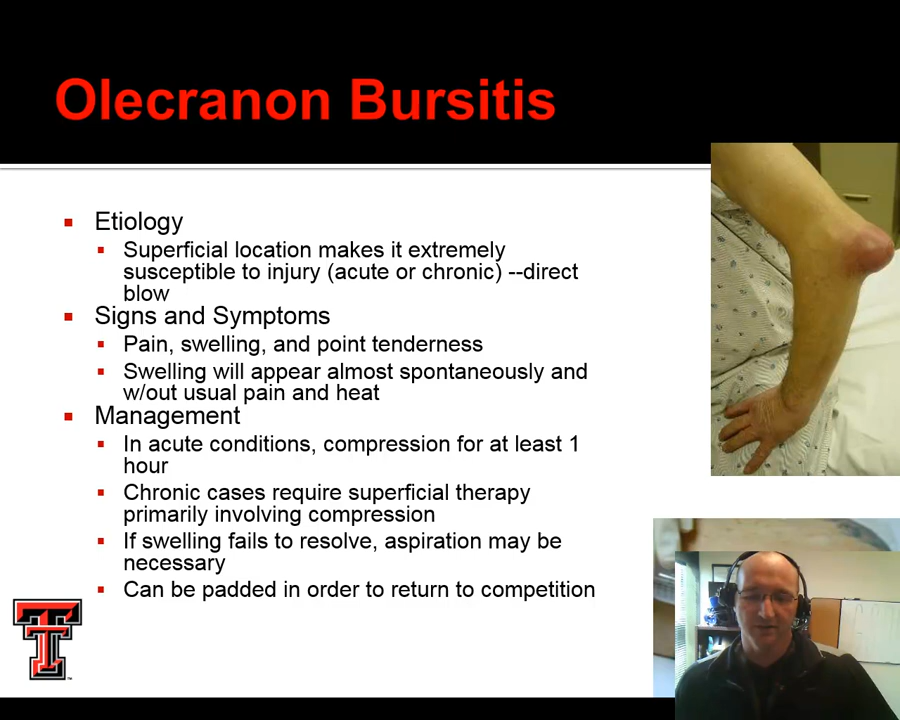 Olecranon Bursitis
Etiology
Superficial location makes it extremely
susceptible to injury (acute or chronic) --direct
blow
Signs and Symptoms
Pain, swelling, and point tenderness
Swelling will appear almost spontaneously and
w/out usual pain and heat
Management
In acute conditions, compression for at least 1
hour
Chronic cases require superficial therapy
primarily involving compression
If swelling fails to resolve, aspiration may be
necessary
Can be padded in order to return to competition
T
TM